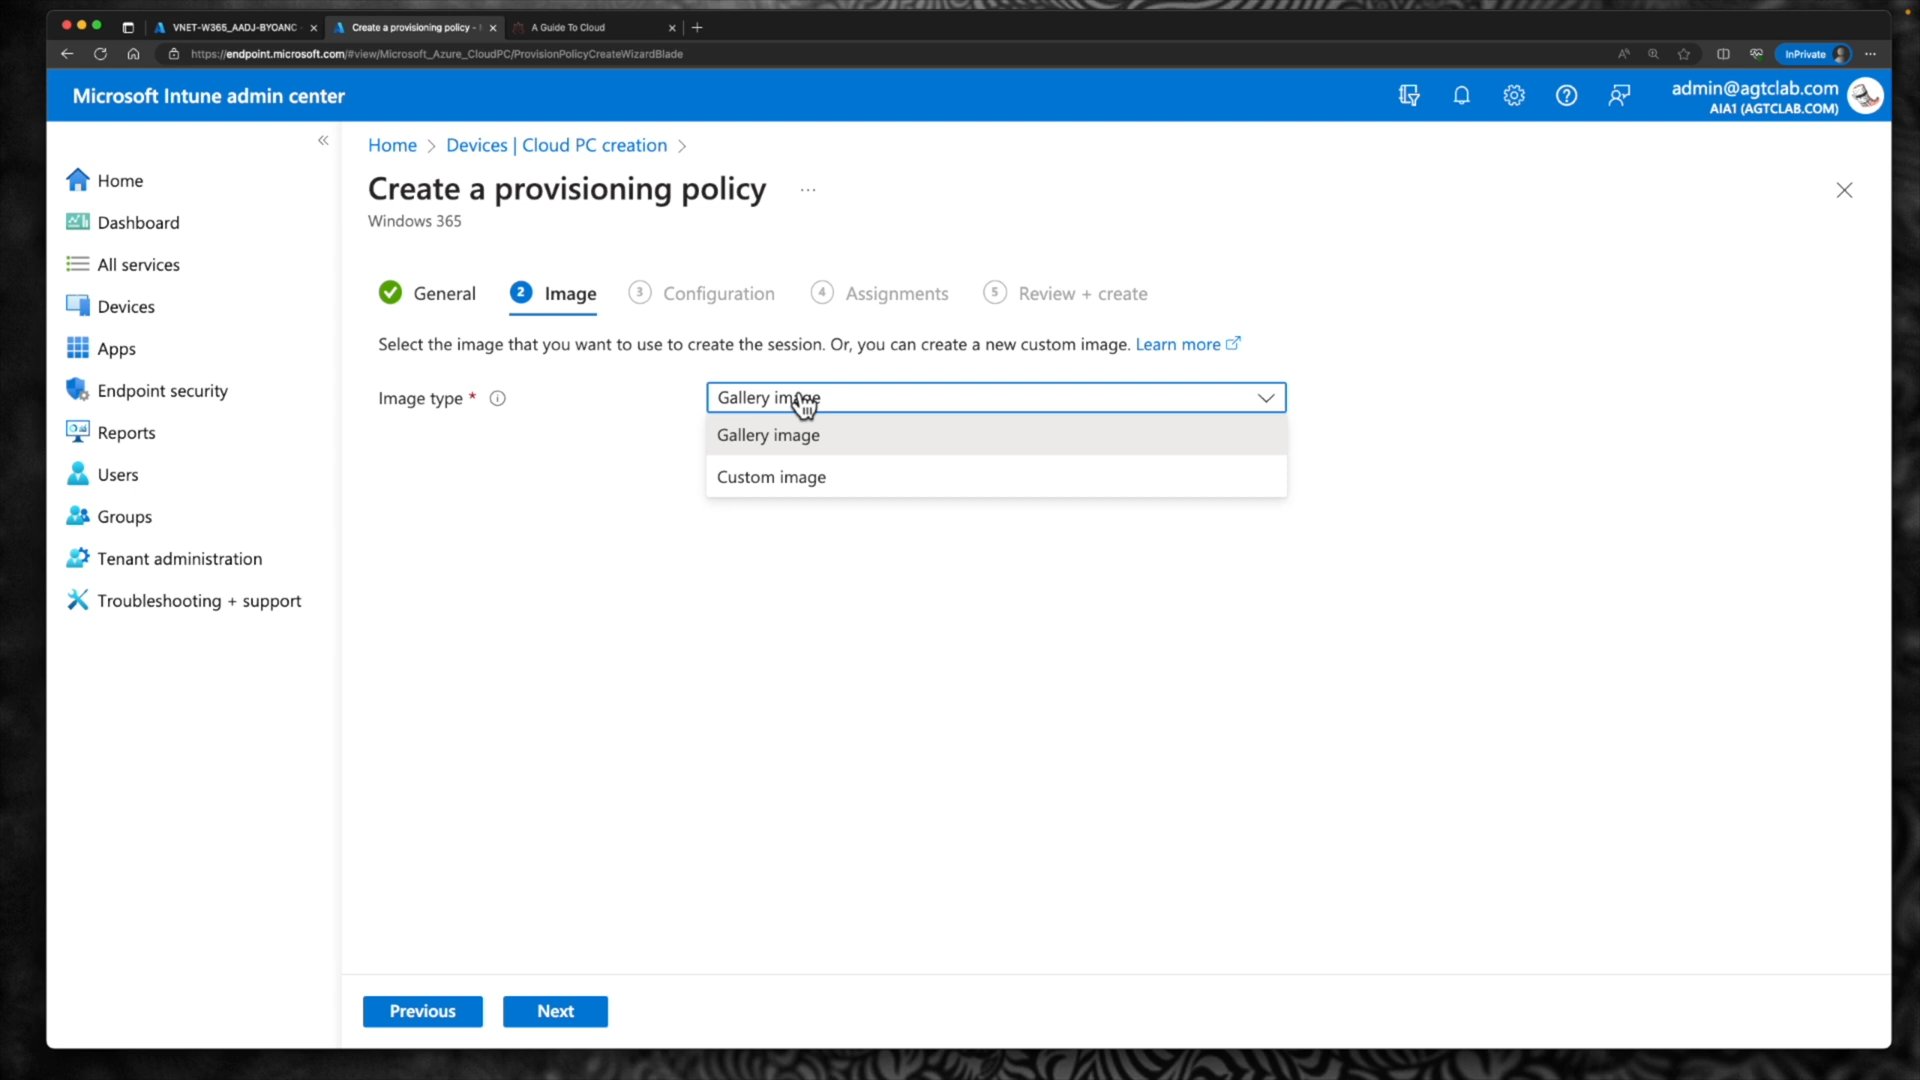 VNET-W365_AADJ-BYOANC
Create a provisioning policy -
A Guide To Cloud
https://endpoint.microsoft.com/#view/Microsoft_Azure_CloudPC/ProvisionPolicyCreateWizardBlade
InPrivate
Microsoft Intune admin center
admin@agtclab.com
AIA1 (AGTCLAB.COM)
Home > Devices | Cloud PC creation >
Create a provisioning policy ...
Windows 365
Home
Dashboard
All services
Devices
Apps
Endpoint security
Reports
Users
Groups
Tenant administration
Troubleshooting + support
General
2 Image
3 Configuration
4 Assignments
5 Review + create
Select the image that you want to use to create the session. Or, you can create a new custom image. Learn more
Image type *
Gallery image
Gallery image
Custom image
Previous
Next